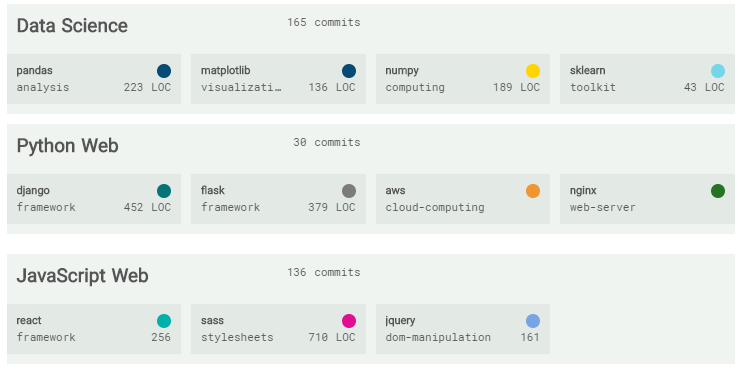 Data Science 165 commits
pandas matplotlib numpy sklearn
analysis 223 LOC visualizati… 136 LOC computing 189 LOC toolkit 43 LOC
Python Web 30 commits
django flask aws nginx
framework 452 LOC framework 379 LOC cloud-computing web-server
JavaScript Web 136 commits
react sass jquery
framework 256 stylesheets 710 LOC dom-manipulation 161